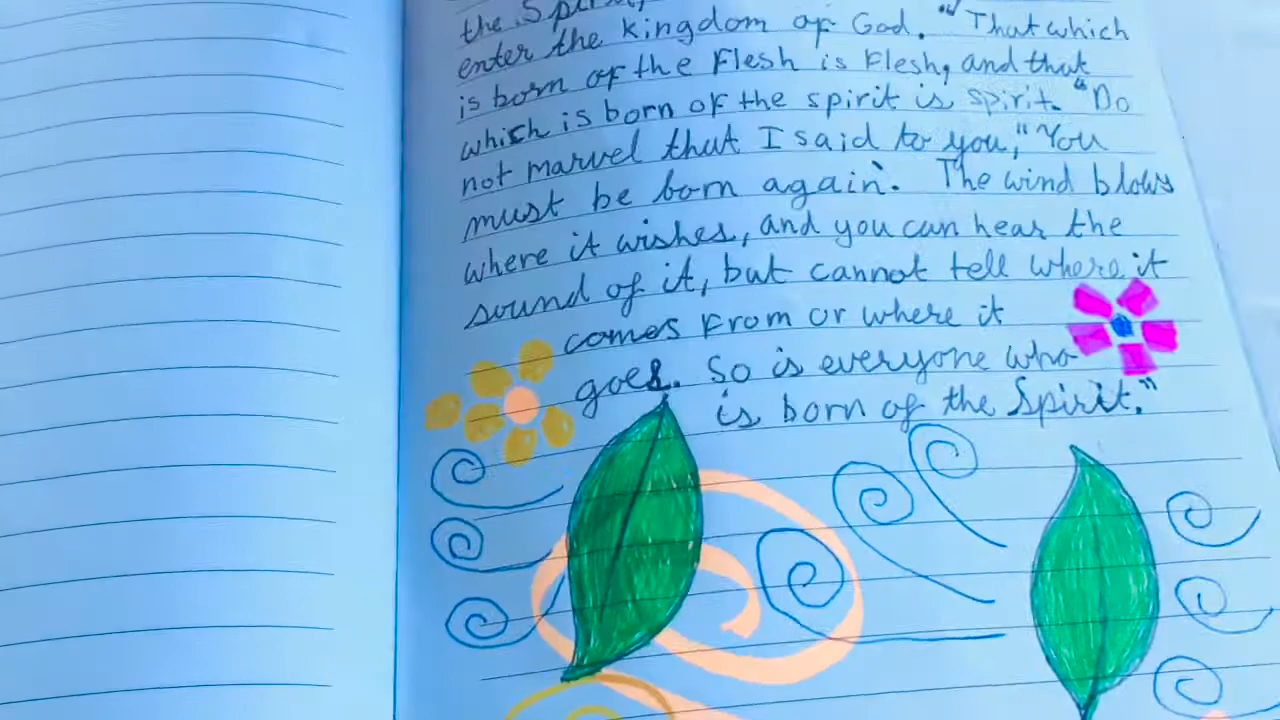 the Spirit,
enter the kingdom of God." That which
is born of the Flesh is Flesh, and that
which is born of the spirit is spirit. "Do
not marvel that I said to you," You
must be born again'. The wind blows
where it wishes, and you can hear the
sound of it, but cannot tell where it
comes From or where it
goes. So is everyone who
is born of the Spirit."